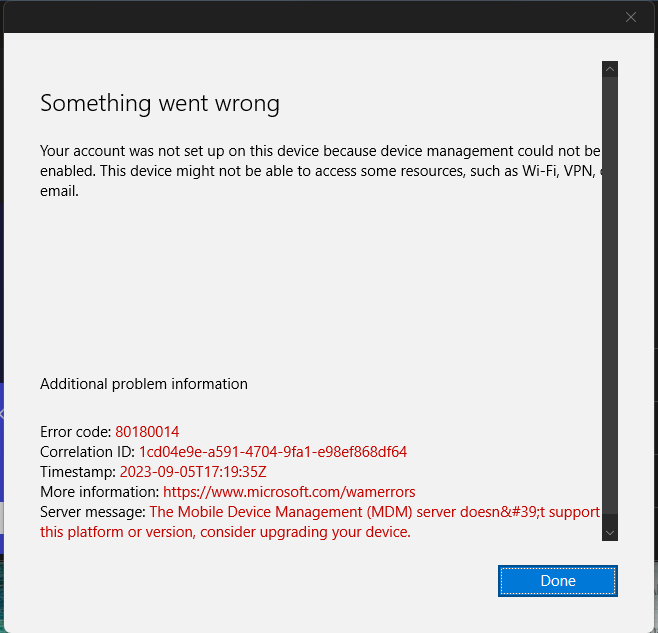 Something went wrong
Your account was not set up on this device because device management could not be
enabled. This device might not be able to access some resources, such as Wi-Fi, VPN,
email.
Additional problem information
Error code: 80180014
Correlation ID: 1cd04e9e-a591-4704-9fa1-e98ef868df64
Timestamp: 2023-09-05T17:19:35Z
More information: https://www.microsoft.com/wamerrors
Server message: The Mobile Device Management (MDM) server doesn&#39;t support
this platform or version, consider upgrading your device.
Done